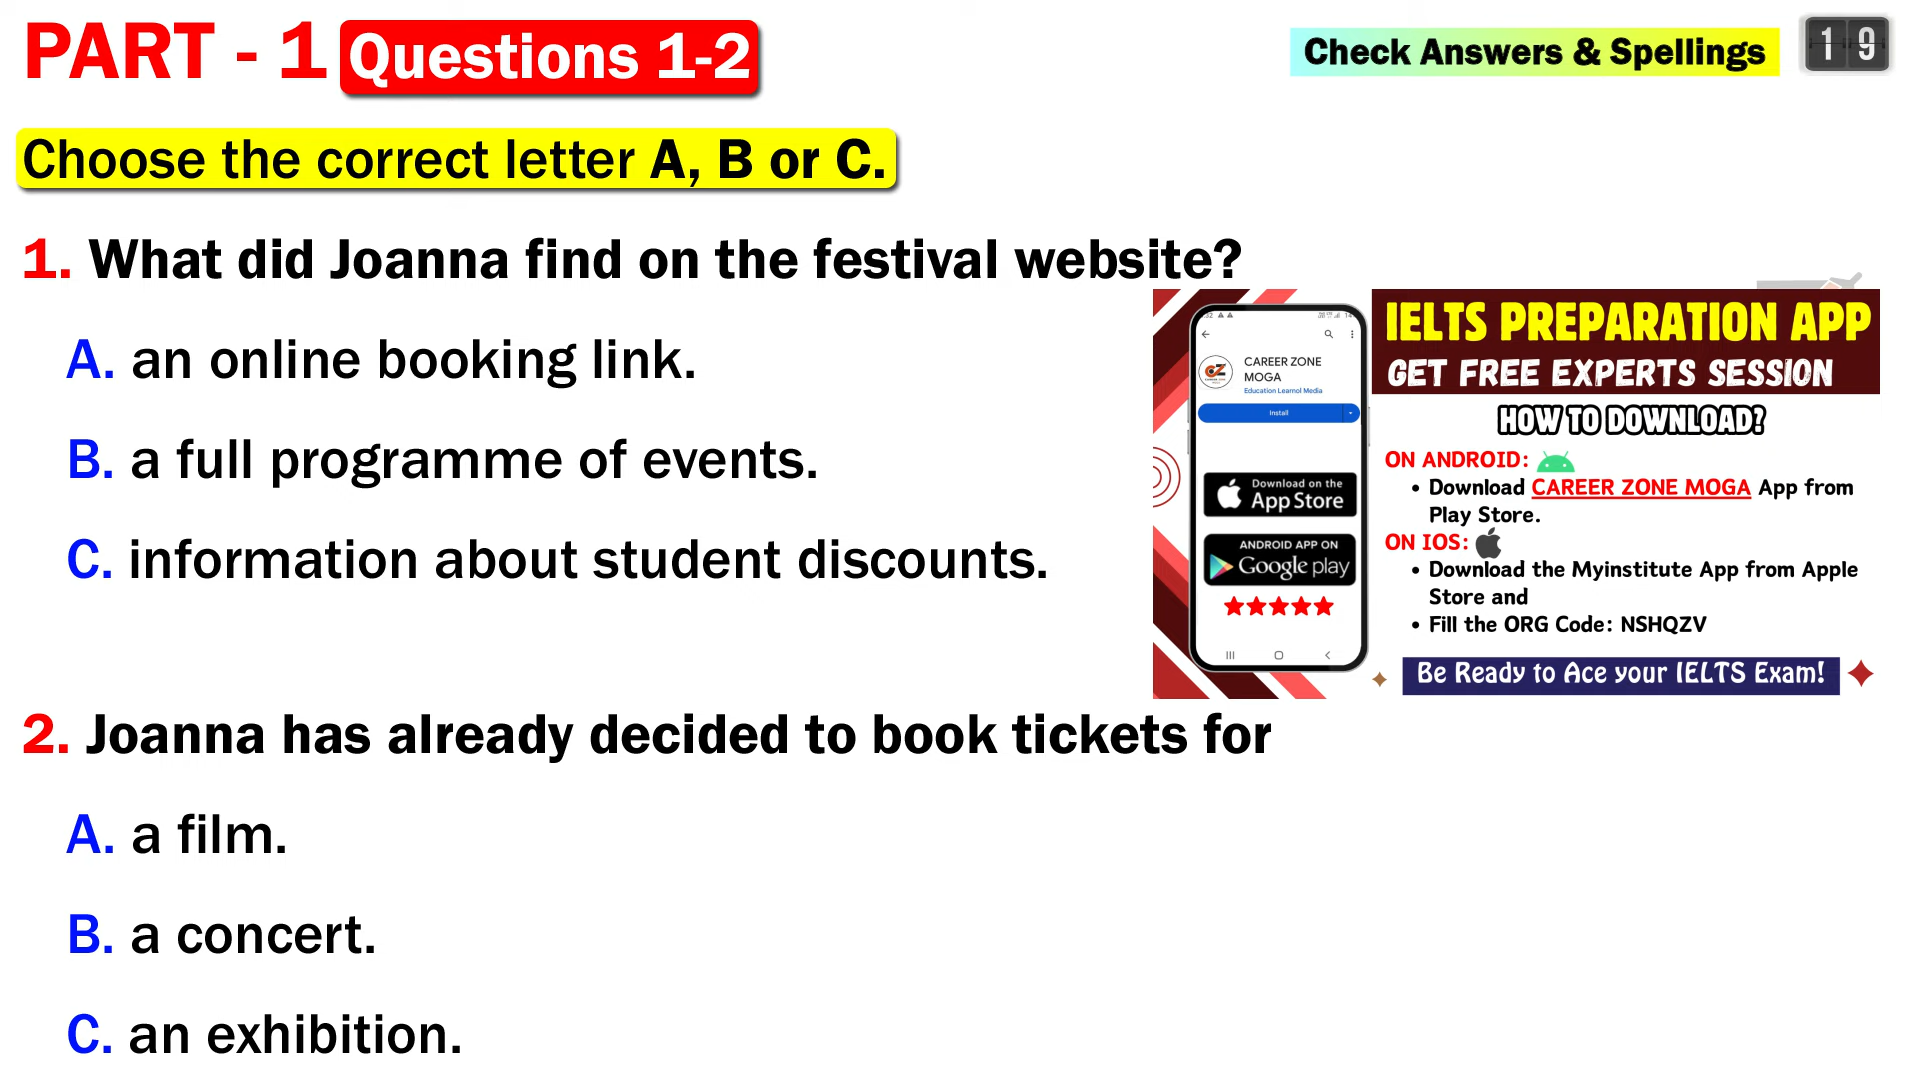 PART - 1 Questions 1-2
Check Answers & Spellings
19
Choose the correct letter A, B or C.
1. What did Joanna find on the festival website?
A. an online booking link.
B. a full programme of events.
C. information about student discounts.
CAREER ZONE
MOGA
Education Learnol Media
Install
Download on the
App Store
ANDROID APP ON
Google play
IELTS PREPARATION APP
GET FREE EXPERTS SESSION
HOW TO DOWNLOAD?
ON ANDROID:
• Download CAREER ZONE MOGA App from
Play Store.
ON IOS:
• Download the Myinstitute App from Apple
Store and
• Fill the ORG Code: NSHQZV
Be Ready to Ace your IELTS Exam!
2. Joanna has already decided to book tickets for
A. a film.
B. a concert.
C. an exhibition.